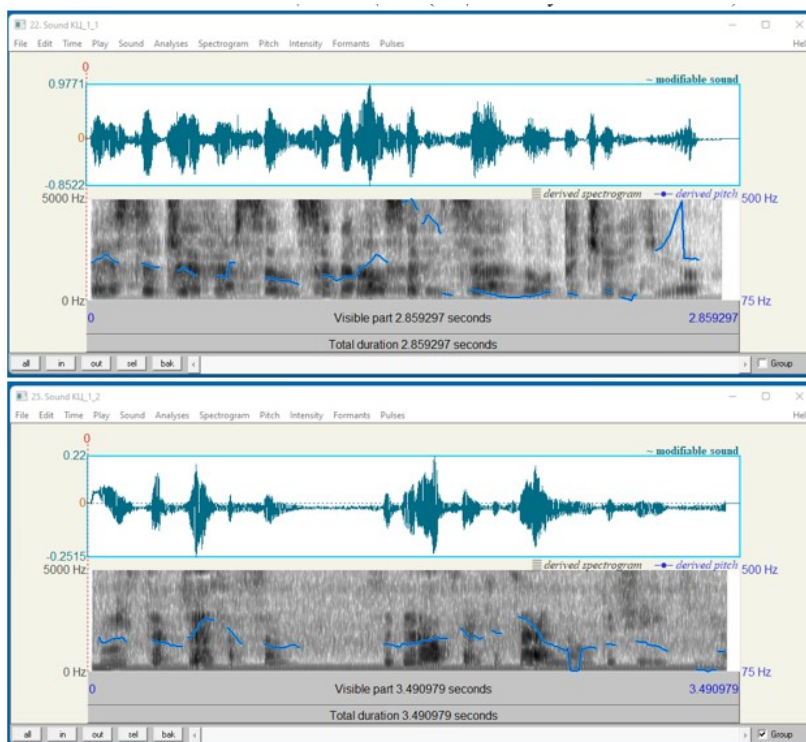 22. Sound КЦ_1_1
File Edit Time Play Sound Analyses Spectrogram Pitch Intensity Formants Pulses Hel
0
0.9771 ~ modifiable sound
0
-0.8522 derived spectrogram derived pitch
5000 Hz 500 Hz
0 Hz 75 Hz
0 Visible part 2.859297 seconds 2.859297
Total duration 2.859297 seconds
all in out sel bak Group
25. Sound КЦ_1_2
File Edit Time Play Sound Analyses Spectrogram Pitch Intensity Formants Pulses Hel
0
0.22 ~ modifiable sound
0
-0.2515 derived spectrogram derived pitch
5000 Hz 500 Hz
0 Hz 75 Hz
0 Visible part 3.490979 seconds 3.490979
Total duration 3.490979 seconds
all in out sel bak Group